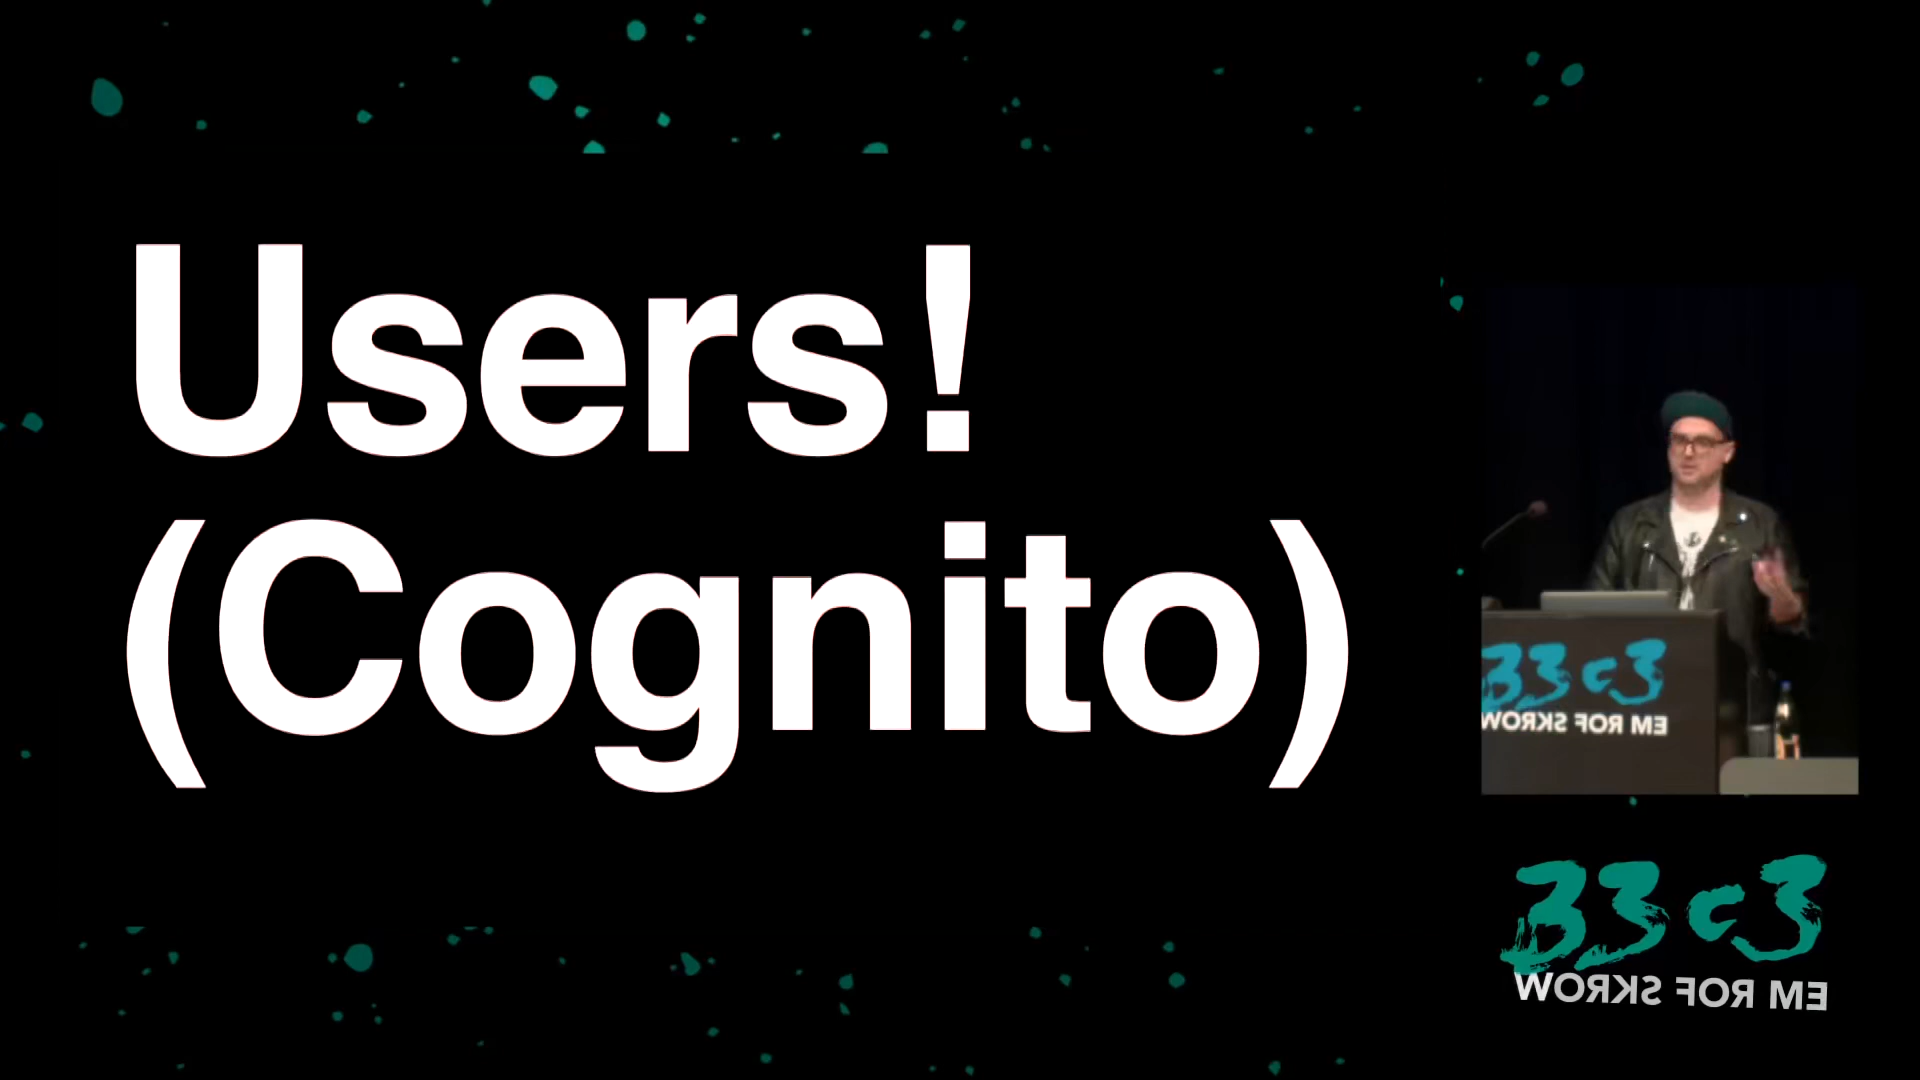 Users!
(Cognito)
33c3
WORKS FOR ME
33c3
WORKS FOR ME